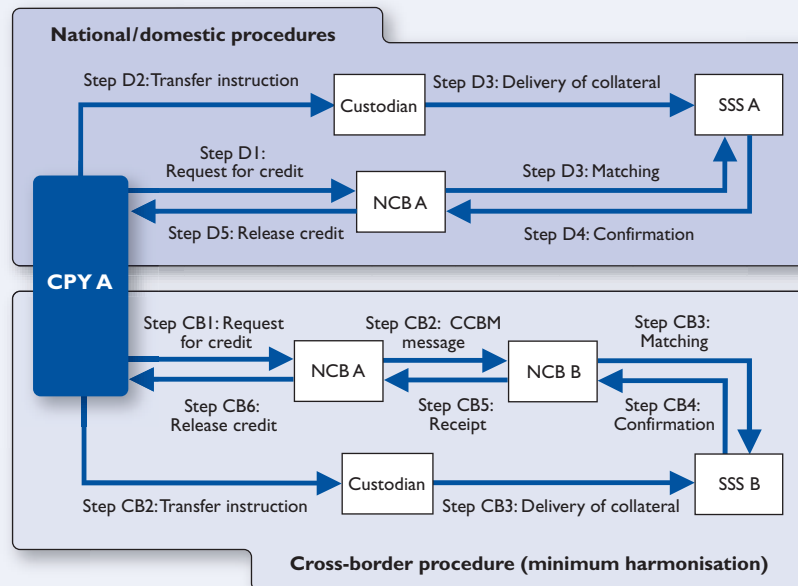 National/domestic procedures
Step D2: Transfer instruction
Step D3: Delivery of collateral
Custodian
SSS A
Step D1:
Request for credit
Step D3: Matching
NCB A
Step D5: Release credit
Step D4: Confirmation
CPY A
Step CB1: Request
for credit
Step CB2: CCBM
message
Step CB3:
Matching
NCB A
NCB B
Step CB6:
Release credit
Step CB5:
Receipt
Step CB4:
Confirmation
Custodian
SSS B
Step CB2: Transfer instruction
Step CB3: Delivery of collateral
Cross-border procedure (minimum harmonisation)